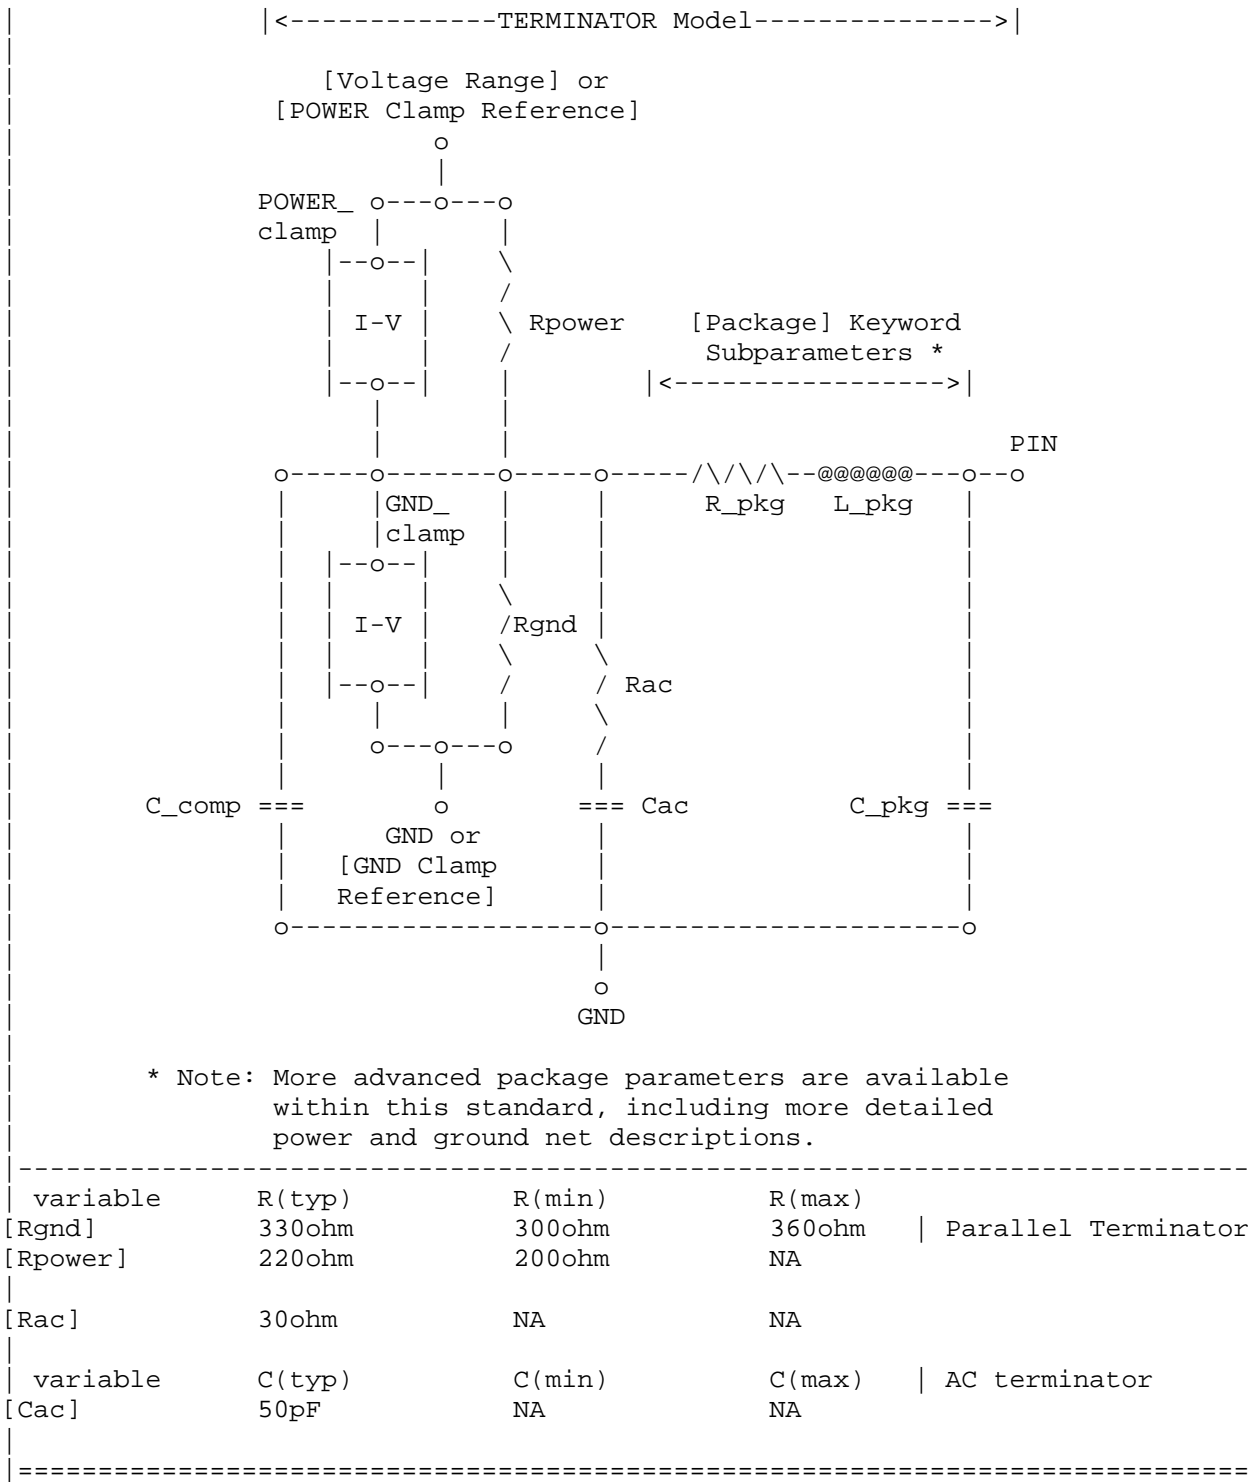 |                |<-------------TERMINATOR Model--------------->|
|
|                    [Voltage Range] or
|                 [POWER Clamp Reference]
|                           o
|                           |
|                POWER_ o---o---o
|                clamp  |       |
|                    |--o--|    \
|                    |     |    /
|                    | I-V |    \ Rpower    [Package] Keyword
|                    |     |    /            Subparameters *
|                    |--o--|    |        |<----------------->|
|                       |       |
|                       |       |                               PIN
|                 o-----o-------o-----o-----/\/\/\--@@@@@@---o--o
|                 |     |GND_   |     |      R_pkg   L_pkg   |
|                 |     |clamp  |     |                      |
|                 |  |--o--|    |     |                      |
|                 |  |     |    \     |                      |
|                 |  | I-V |    /Rgnd |                      |
|                 |  |     |    \     \                      |
|                 |  |--o--|    /     / Rac                  |
|                 |     |       |     \                      |
|                 |     o---o---o     /                      |
|                 |         |         |                      |
|        C_comp ===         o        === Cac          C_pkg ===
|                 |      GND or       |                      |
|                 |   [GND Clamp      |                      |
|                 |   Reference]      |                      |
|                 o-------------------o----------------------o
|                                     |
|                                     o
|                                    GND
|
|        * Note: More advanced package parameters are available
|                within this standard, including more detailed
|                power and ground net descriptions.
|-----------------------------------------------------------------------------
| variable      R(typ)          R(min)          R(max)
[Rgnd]          330ohm          300ohm          360ohm   | Parallel Terminator
[Rpower]        220ohm          200ohm          NA
|
[Rac]           30ohm           NA              NA
|
| variable      C(typ)          C(min)          C(max)   | AC terminator
[Cac]           50pF            NA              NA
|
|=============================================================================